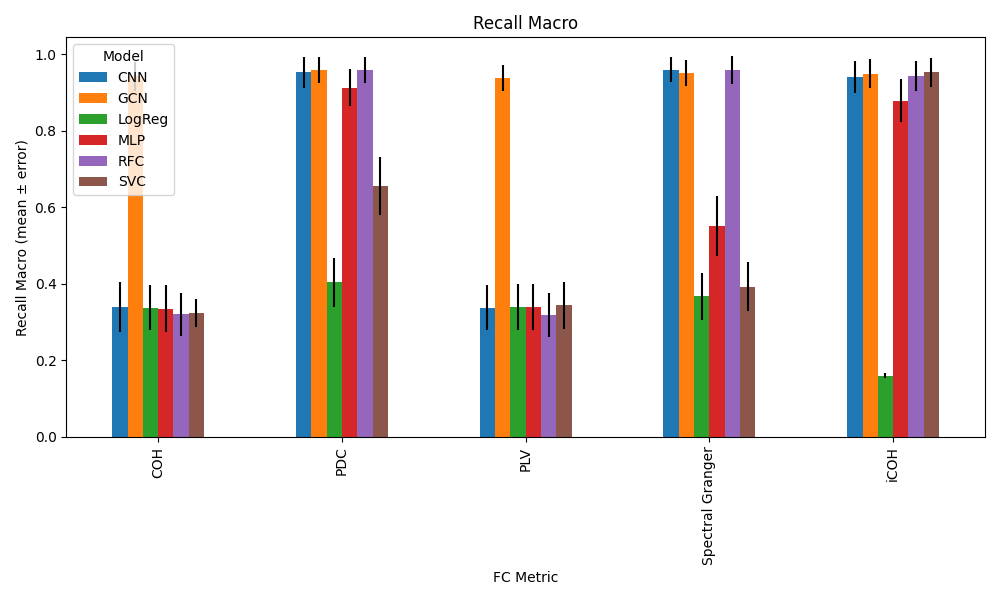 Recall Macro
Model
CNN
GCN
LogReg
MLP
RFC
SVC
Recall Macro (mean ± error)
1.0
0.8
0.6
0.4
0.2
0.0
COH
PDC
PLV
Spectral Granger
iCOH
FC Metric